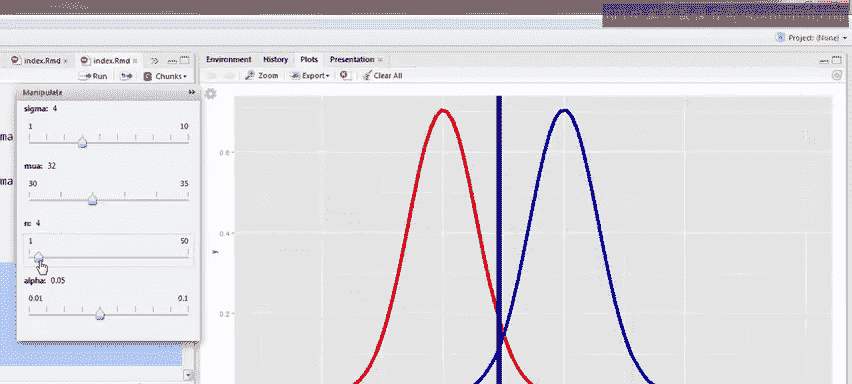 Project: (None)
index.Rmd index.Rmd Environment History Plots Presentation
Run Chunks Zoom Export Clear All
Manipulate
sigma: 4
1 10
ma
mua: 32
30 35
ma
n: 4
1 50
alpha: 0.05
0.01 0.1
0.6
0.4
y
0.2